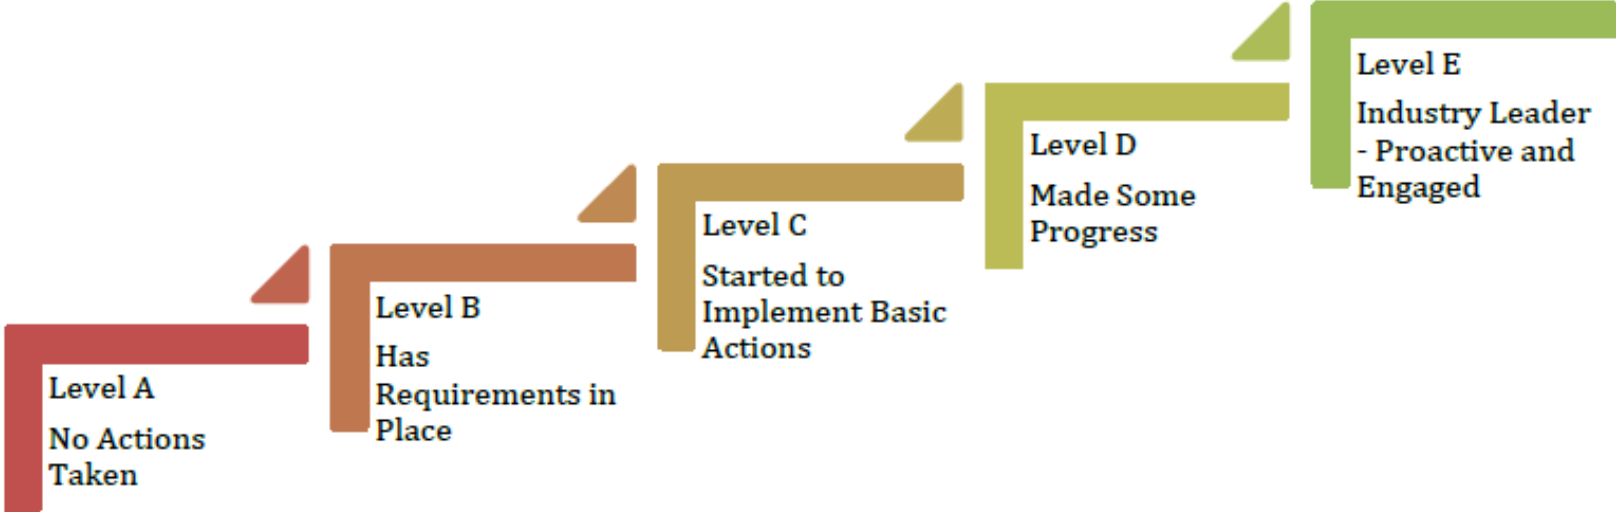 Level A
No Actions
Taken
Level B
Has
Requirements in
Place
Level C
Started to
Implement Basic
Actions
Level D
Made Some
Progress
Level E
Industry Leader
- Proactive and
Engaged